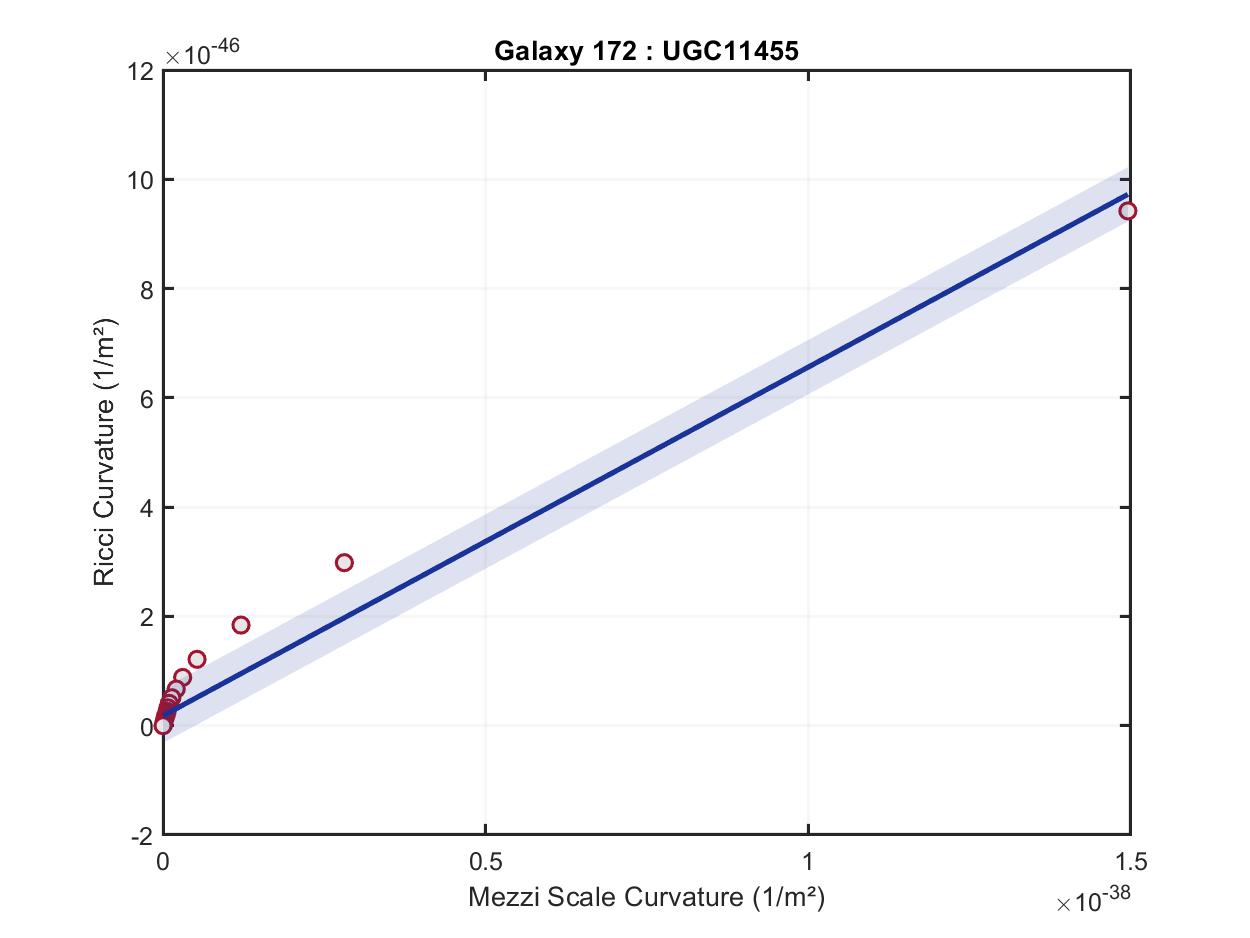 Galaxy 172 : UGC11455
×10-46
12
10
8
6
4
2
0
-2
Ricci Curvature (1/m²)
0 0.5 1 1.5
Mezzi Scale Curvature (1/m²)
×10-38